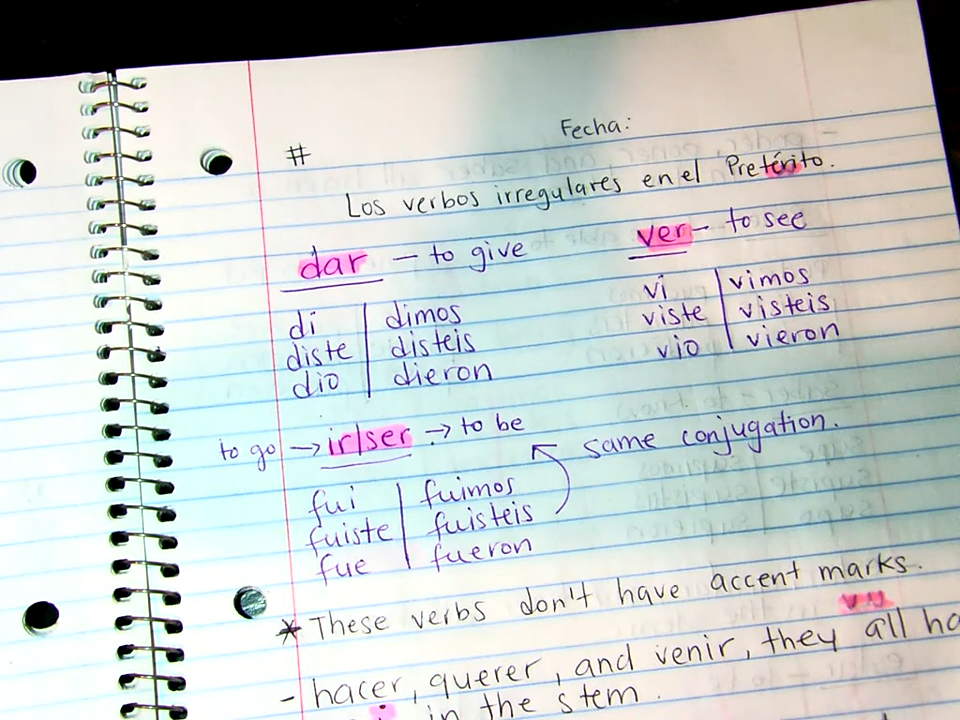 Fecha:
#
Los verbos irregulares en el Pretérito.
dar – to give
di | dimos
diste | disteis
dio | dieron
ver – to see
vi | vimos
viste | visteis
vio | vieron
to go → ir/ser → to be
same conjugation.
fui | fuimos
fuiste | fuisteis
fue | fueron
* These verbs don't have accent marks.
- hacer, querer, and venir, they all
in the stem.